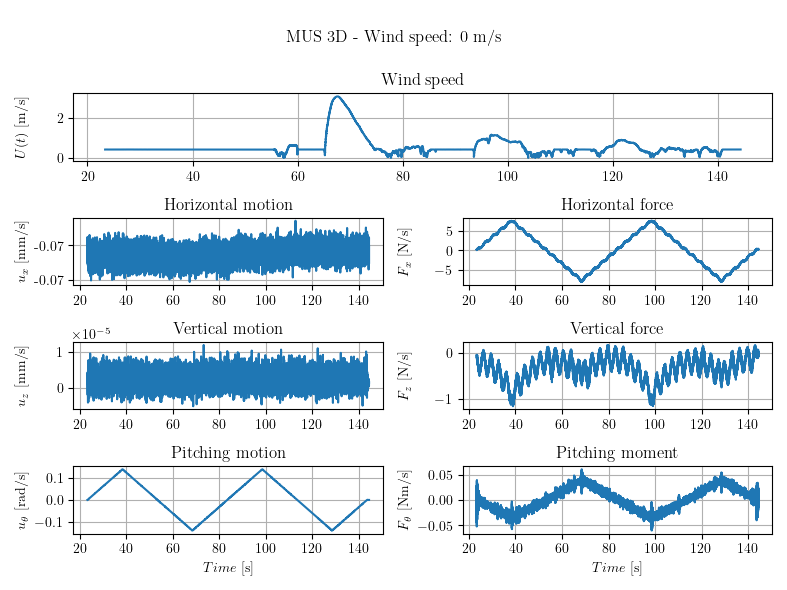 MUS 3D - Wind speed: 0 m/s
Wind speed
U(t) [m/s]
2
0
20 40 60 80 100 120 140
Horizontal motion
u_x [mm/s]
-0.07
-0.07
20 40 60 80 100 120 140
Horizontal force
F_x [N/s]
5
0
−5
20 40 60 80 100 120 140
Vertical motion
×10⁻⁵
u_z [mm/s]
1
0
20 40 60 80 100 120 140
Vertical force
F_z [N/s]
0
−1
20 40 60 80 100 120 140
Pitching motion
u_θ [rad/s]
0.1
0.0
−0.1
20 40 60 80 100 120 140
Time [s]
Pitching moment
F_θ [Nm/s]
0.05
0.00
−0.05
20 40 60 80 100 120 140
Time [s]